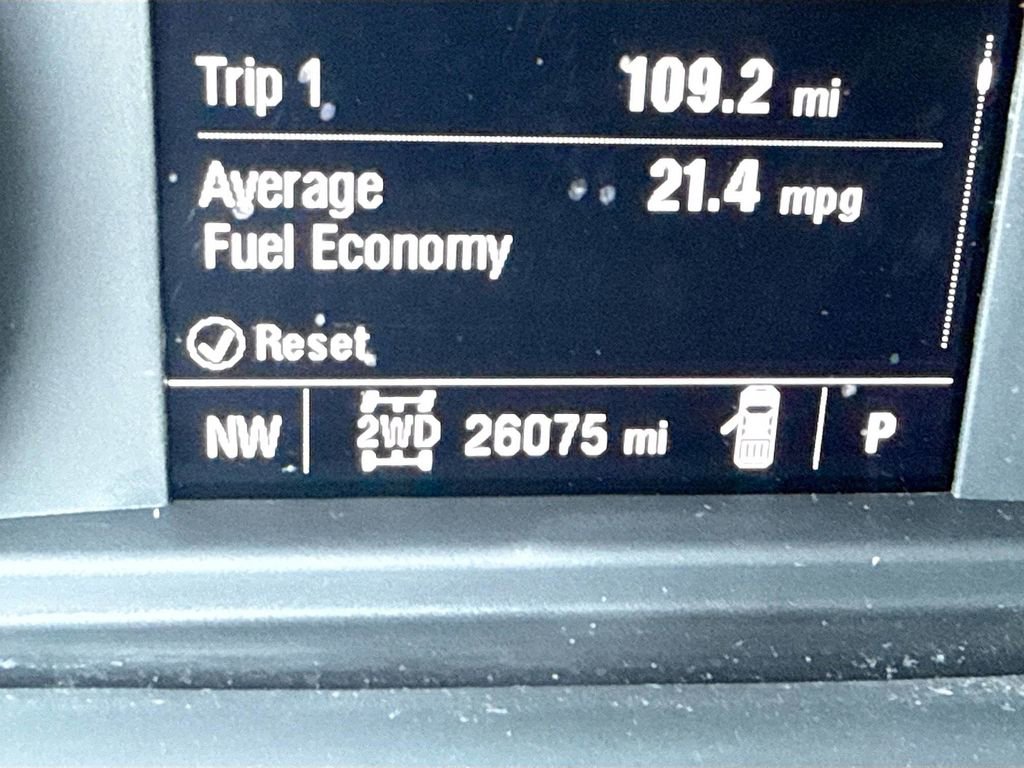 Trip 1 109.2 mi
Average 21.4 mpg
Fuel Economy
Reset
NW 2WD 26075 mi P